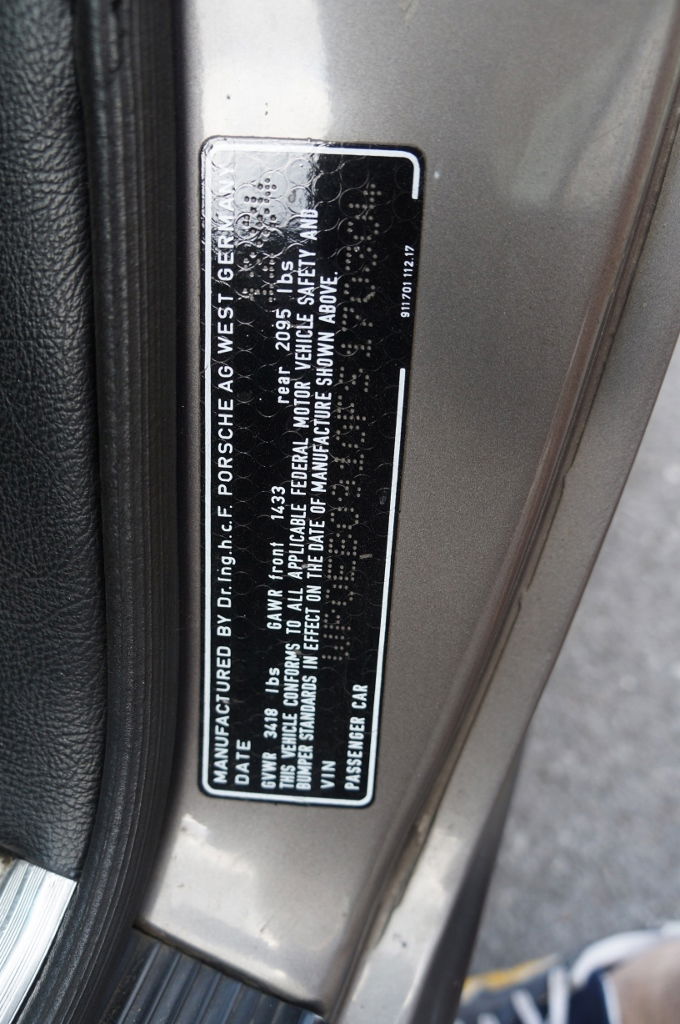 MANUFACTURED BY Dr.Ing.h.c.F. PORSCHE AG WEST GERMANY
DATE
GVWR 3418 lbs GAWR front 1433 rear 2095 lbs
THIS VEHICLE CONFORMS TO ALL APPLICABLE FEDERAL MOTOR VEHICLE SAFETY AND
BUMPER STANDARDS IN EFFECT ON THE DATE OF MANUFACTURE SHOWN ABOVE.
VIN
PASSENGER CAR
911 701 112.17